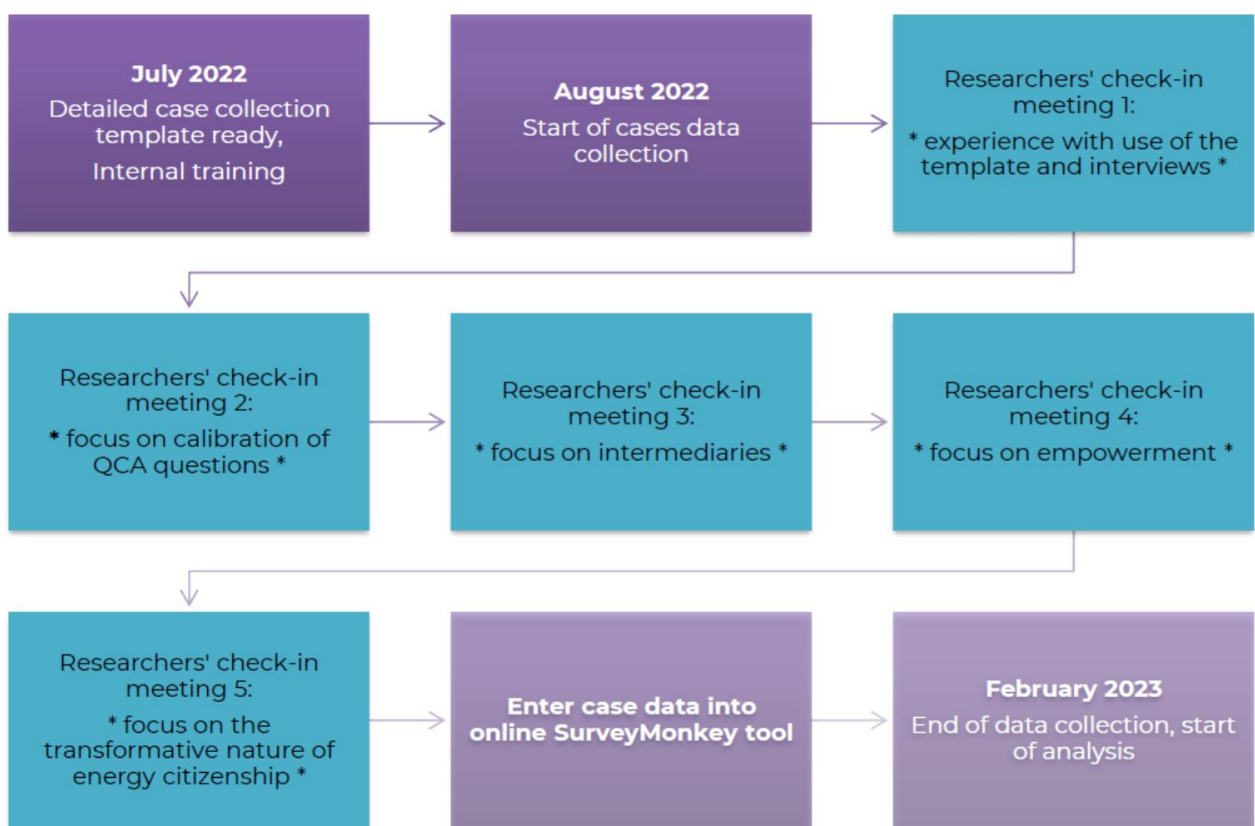 July 2022
Detailed case collection
template ready,
Internal training
August 2022
Start of cases data
collection
Researchers' check-in
meeting 1:
* experience with use of the
template and interviews *
Researchers' check-in
meeting 2:
* focus on calibration of
QCA questions *
Researchers' check-in
meeting 3:
* focus on intermediaries *
Researchers' check-in
meeting 4:
* focus on empowerment *
Researchers' check-in
meeting 5:
* focus on the
transformative nature of
energy citizenship *
Enter case data into
online SurveyMonkey tool
February 2023
End of data collection, start
of analysis